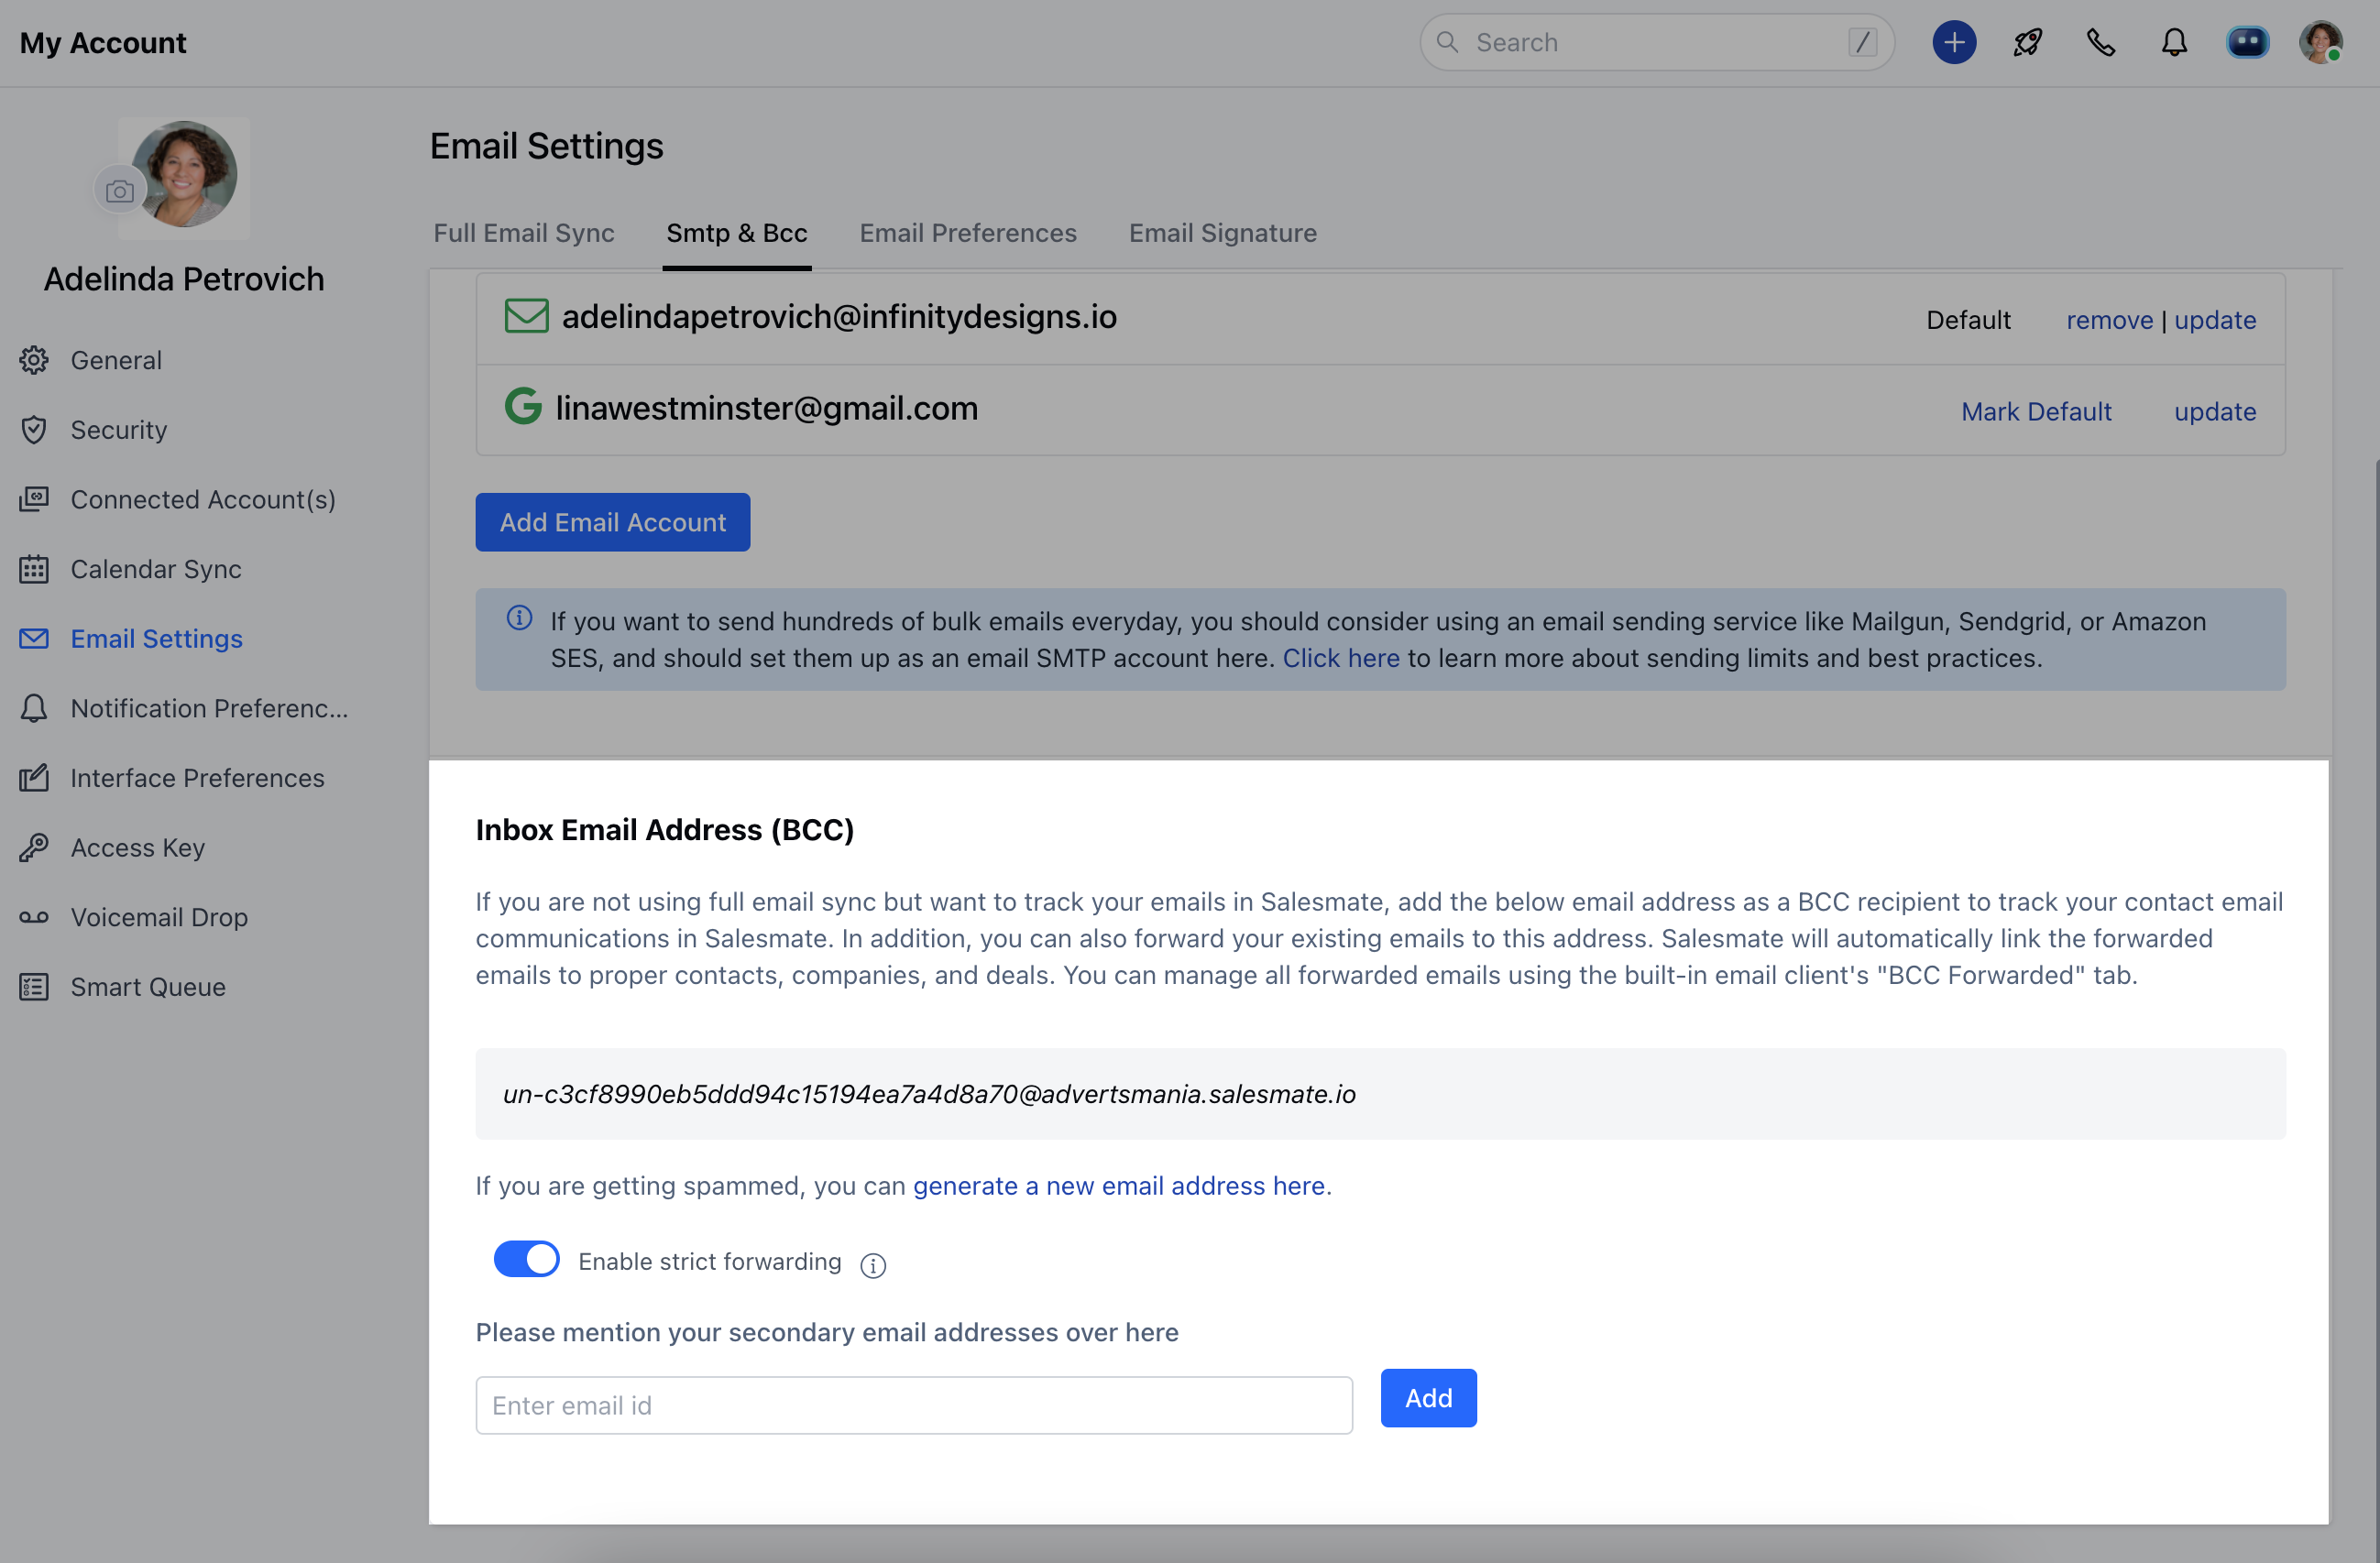 My Account
Search
/
Adelinda Petrovich
General
Security
Connected Account(s)
Calendar Sync
Email Settings
Notification Preferenc...
Interface Preferences
Access Key
Voicemail Drop
Smart Queue
Email Settings
Full Email Sync
Smtp & Bcc
Email Preferences
Email Signature
adelindapetrovich@infinitydesigns.io
Default
remove | update
linawestminster@gmail.com
Mark Default
update
Add Email Account
If you want to send hundreds of bulk emails everyday, you should consider using an email sending service like Mailgun, Sendgrid, or Amazon
SES, and should set them up as an email SMTP account here. Click here to learn more about sending limits and best practices.
Inbox Email Address (BCC)
If you are not using full email sync but want to track your emails in Salesmate, add the below email address as a BCC recipient to track your contact email
communications in Salesmate. In addition, you can also forward your existing emails to this address. Salesmate will automatically link the forwarded
emails to proper contacts, companies, and deals. You can manage all forwarded emails using the built-in email client's "BCC Forwarded" tab.
un-c3cf8990eb5ddd94c15194ea7a4d8a70@advertsmania.salesmate.io
If you are getting spammed, you can generate a new email address here.
Enable strict forwarding
Please mention your secondary email addresses over here
Enter email id
Add